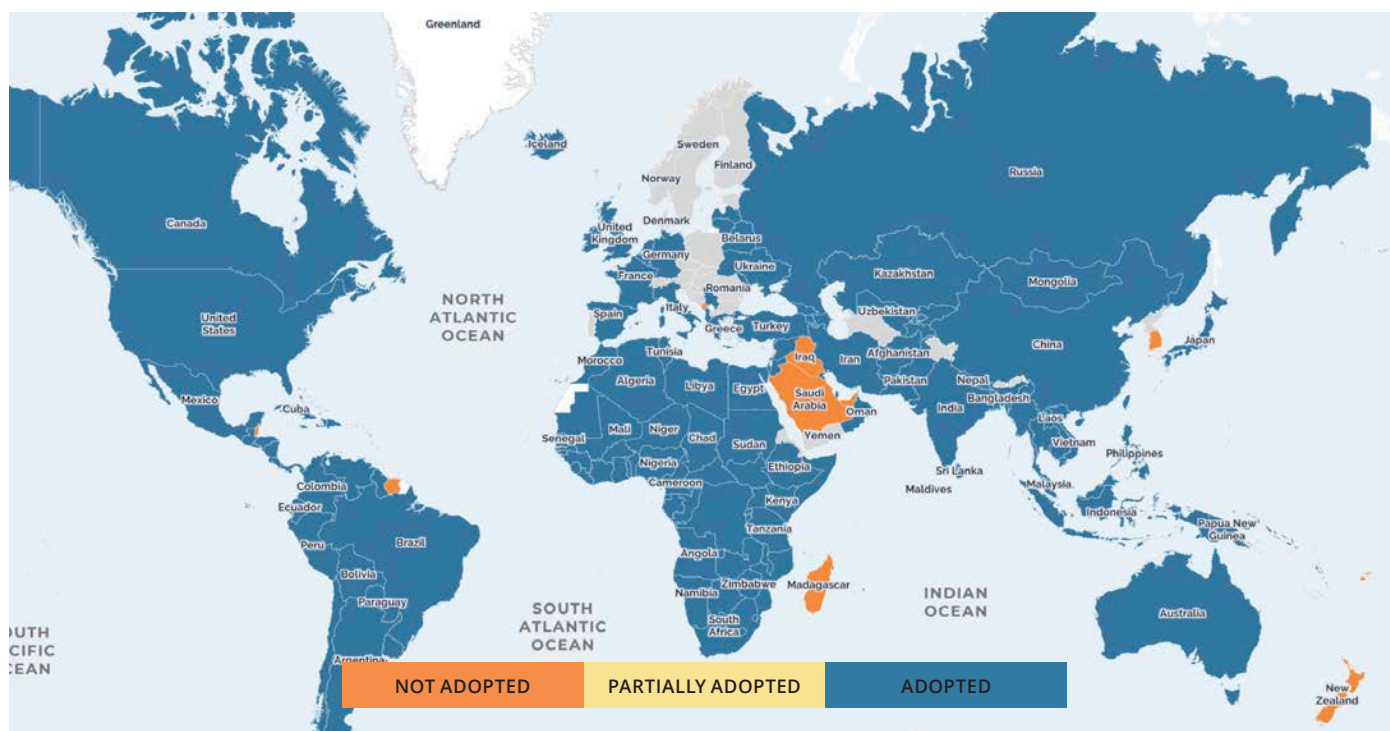 Greenland
Iceland
Sweden
Finland
Norway
Russia
Canada
United
Kingdom
Denmark
Belarus
Germany
Ukraine
France
Kazakhstan
Mongolia
Romania
NORTH
ATLANTIC
OCEAN
United
States
Spain
Italy
Uzbekistan
Greece
Turkey
China
Japan
Tunisia
Morocco
Iraq
Iran
Afghanistan
Algeria
Libya
Egypt
Pakistan
Nepal
Mexico
Cuba
Saudi
Arabia
Bangladesh
India
Oman
Laos
Mali
Niger
Chad
Senegal
Sudan
Yemen
Vietnam
Philippines
Nigeria
Ethiopia
Sri Lanka
Colombia
Cameroon
Maldives
Malaysia
Ecuador
Kenya
Indonesia
Papua New
Guinea
Tanzania
Peru
Brazil
Angola
Bolivia
Zimbabwe
Madagascar
Namibia
INDIAN
OCEAN
Paraguay
SOUTH
ATLANTIC
OCEAN
South
Africa
Australia
OUTH
CIFIC
CEAN
Argentina
NOT ADOPTED
PARTIALLY ADOPTED
ADOPTED
New
Zealand